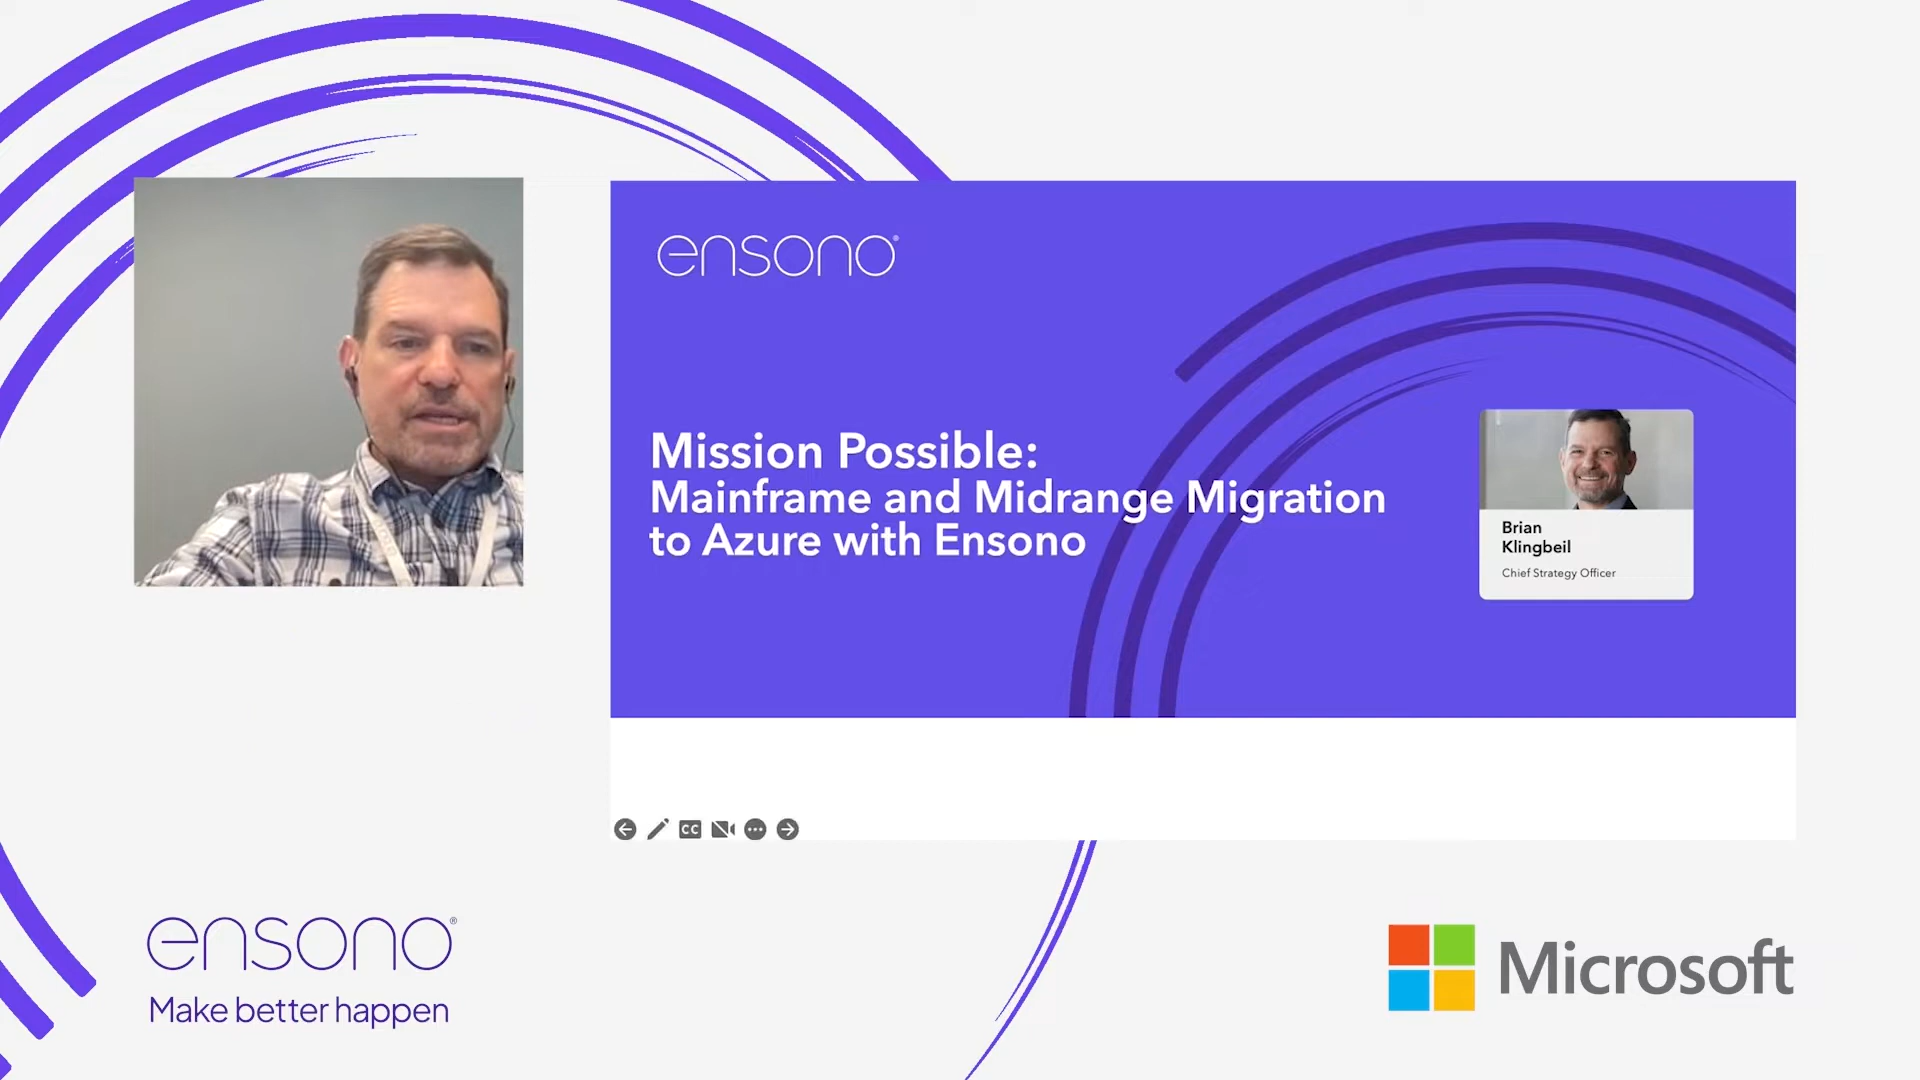 ensono®
Mission Possible:
Mainframe and Midrange Migration
to Azure with Ensono
Brian
Klingbeil
Chief Strategy Officer
CC
ensono®
Make better happen
Microsoft